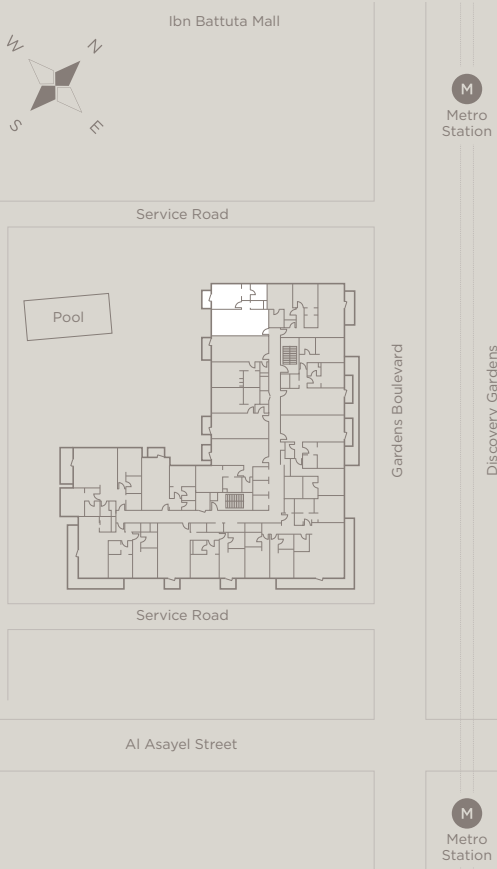 Ibn Battuta Mall
W
N
S
E
M
Metro
Station
Service Road
Pool
Gardens Boulevard
Discovery Gardens
Service Road
Al Asayel Street
M
Metro
Station